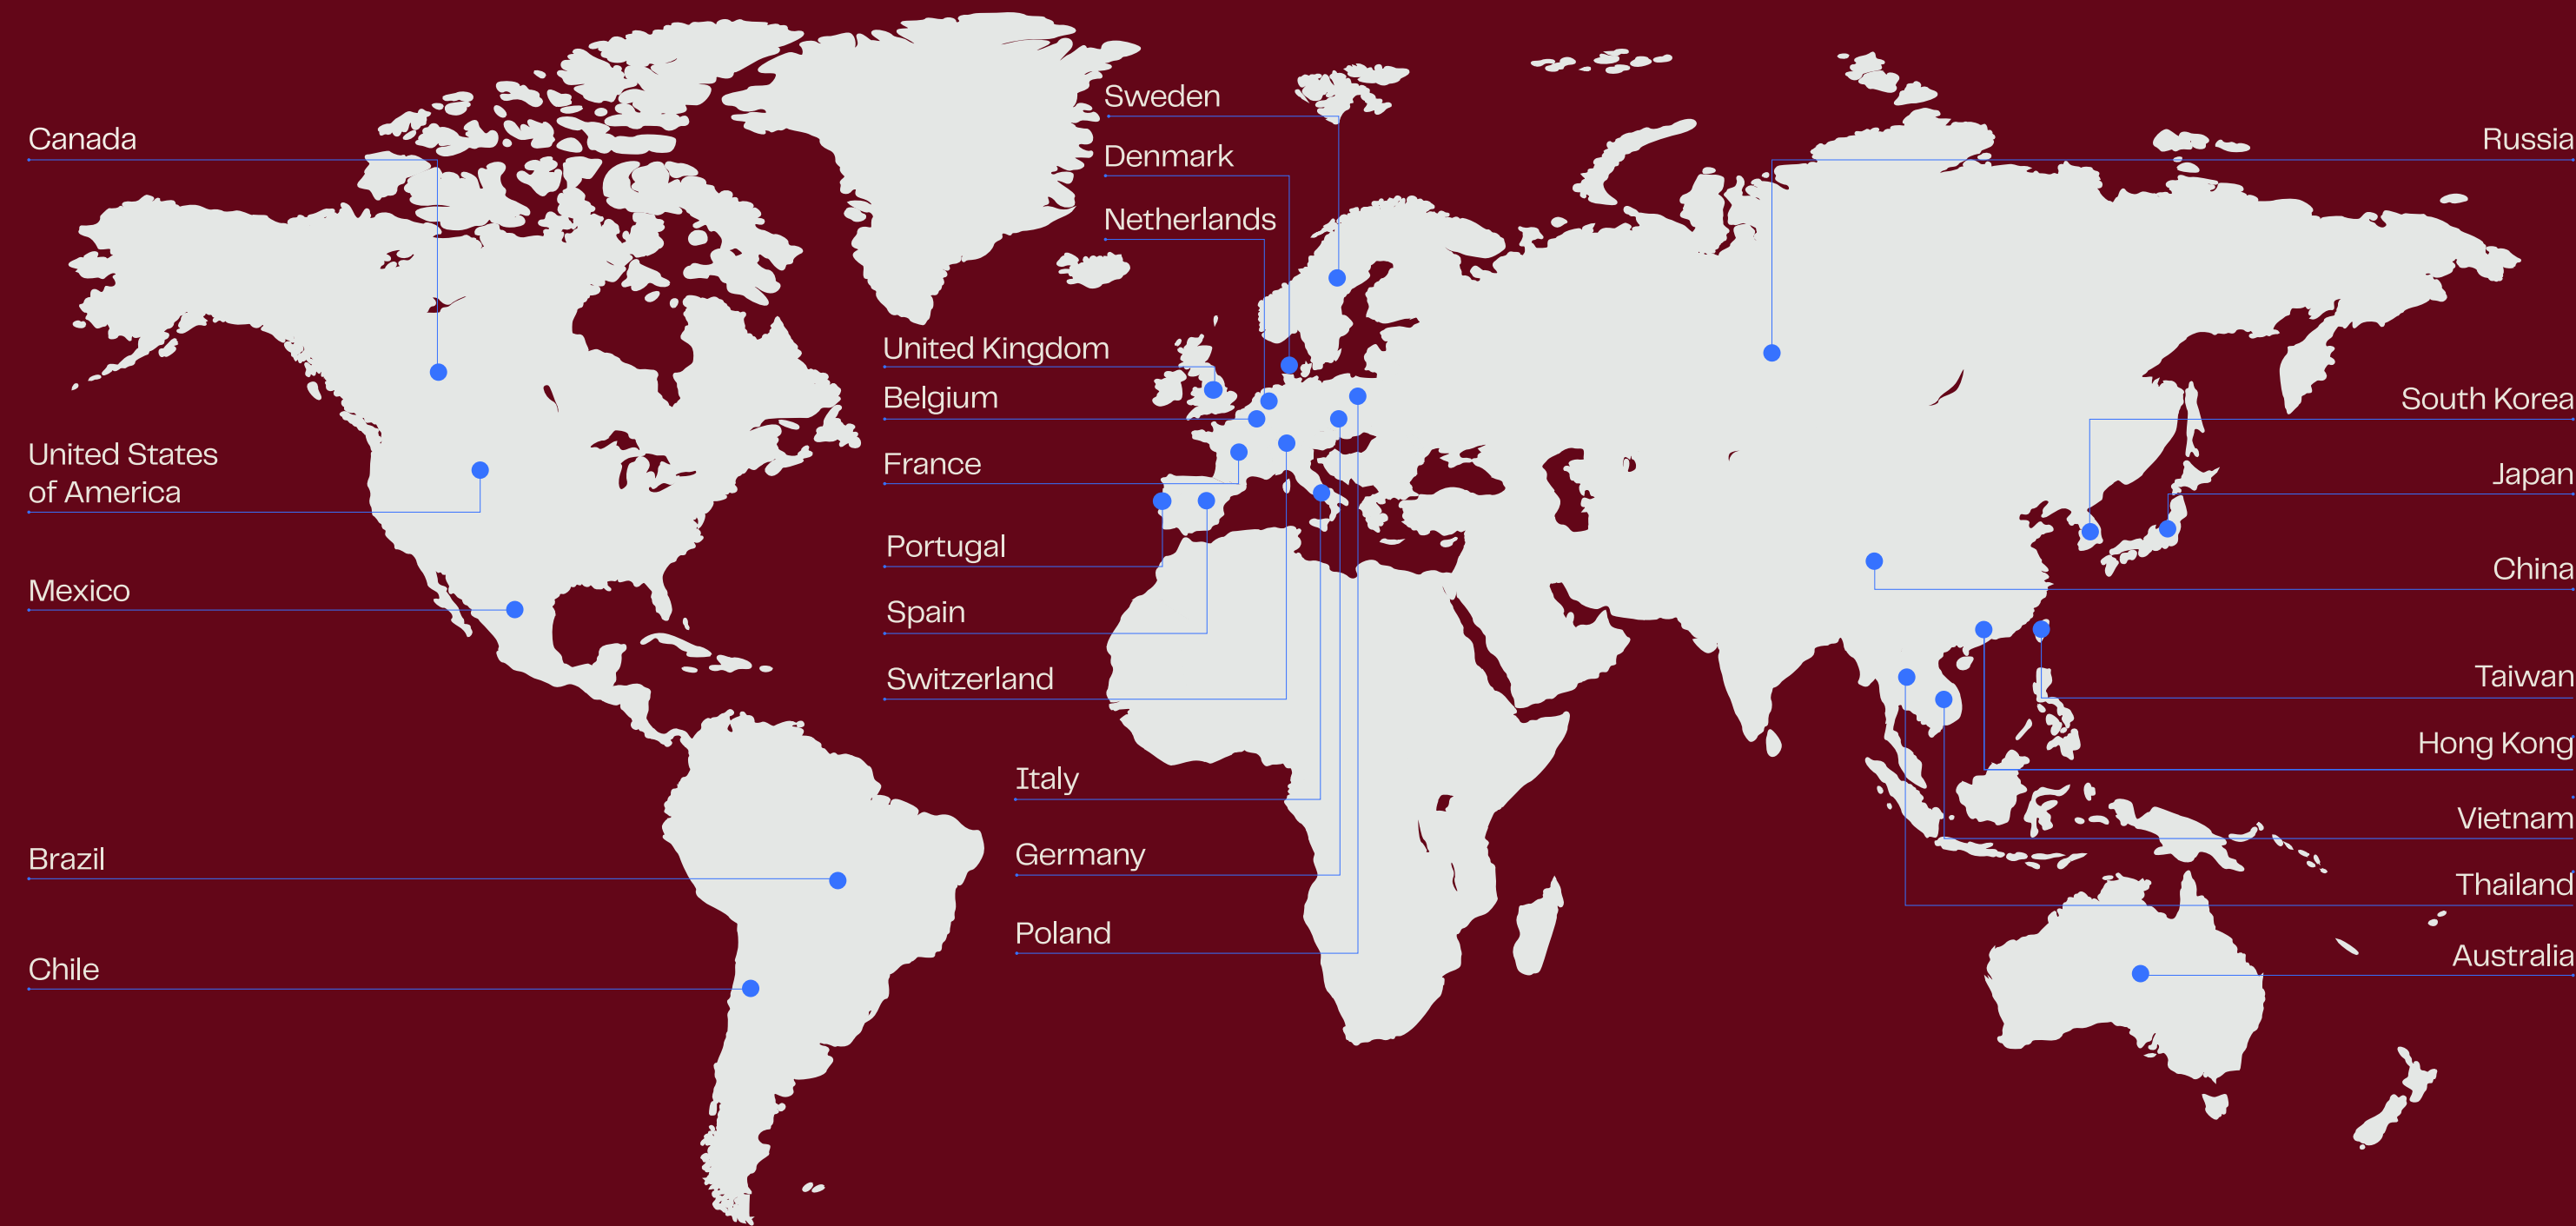 Canada
United States
of America
Mexico
Brazil
Chile
Sweden
Denmark
Netherlands
United Kingdom
Belgium
France
Portugal
Spain
Switzerland
Italy
Germany
Poland
Russia
South Korea
Japan
China
Taiwan
Hong Kong
Vietnam
Thailand
Australia